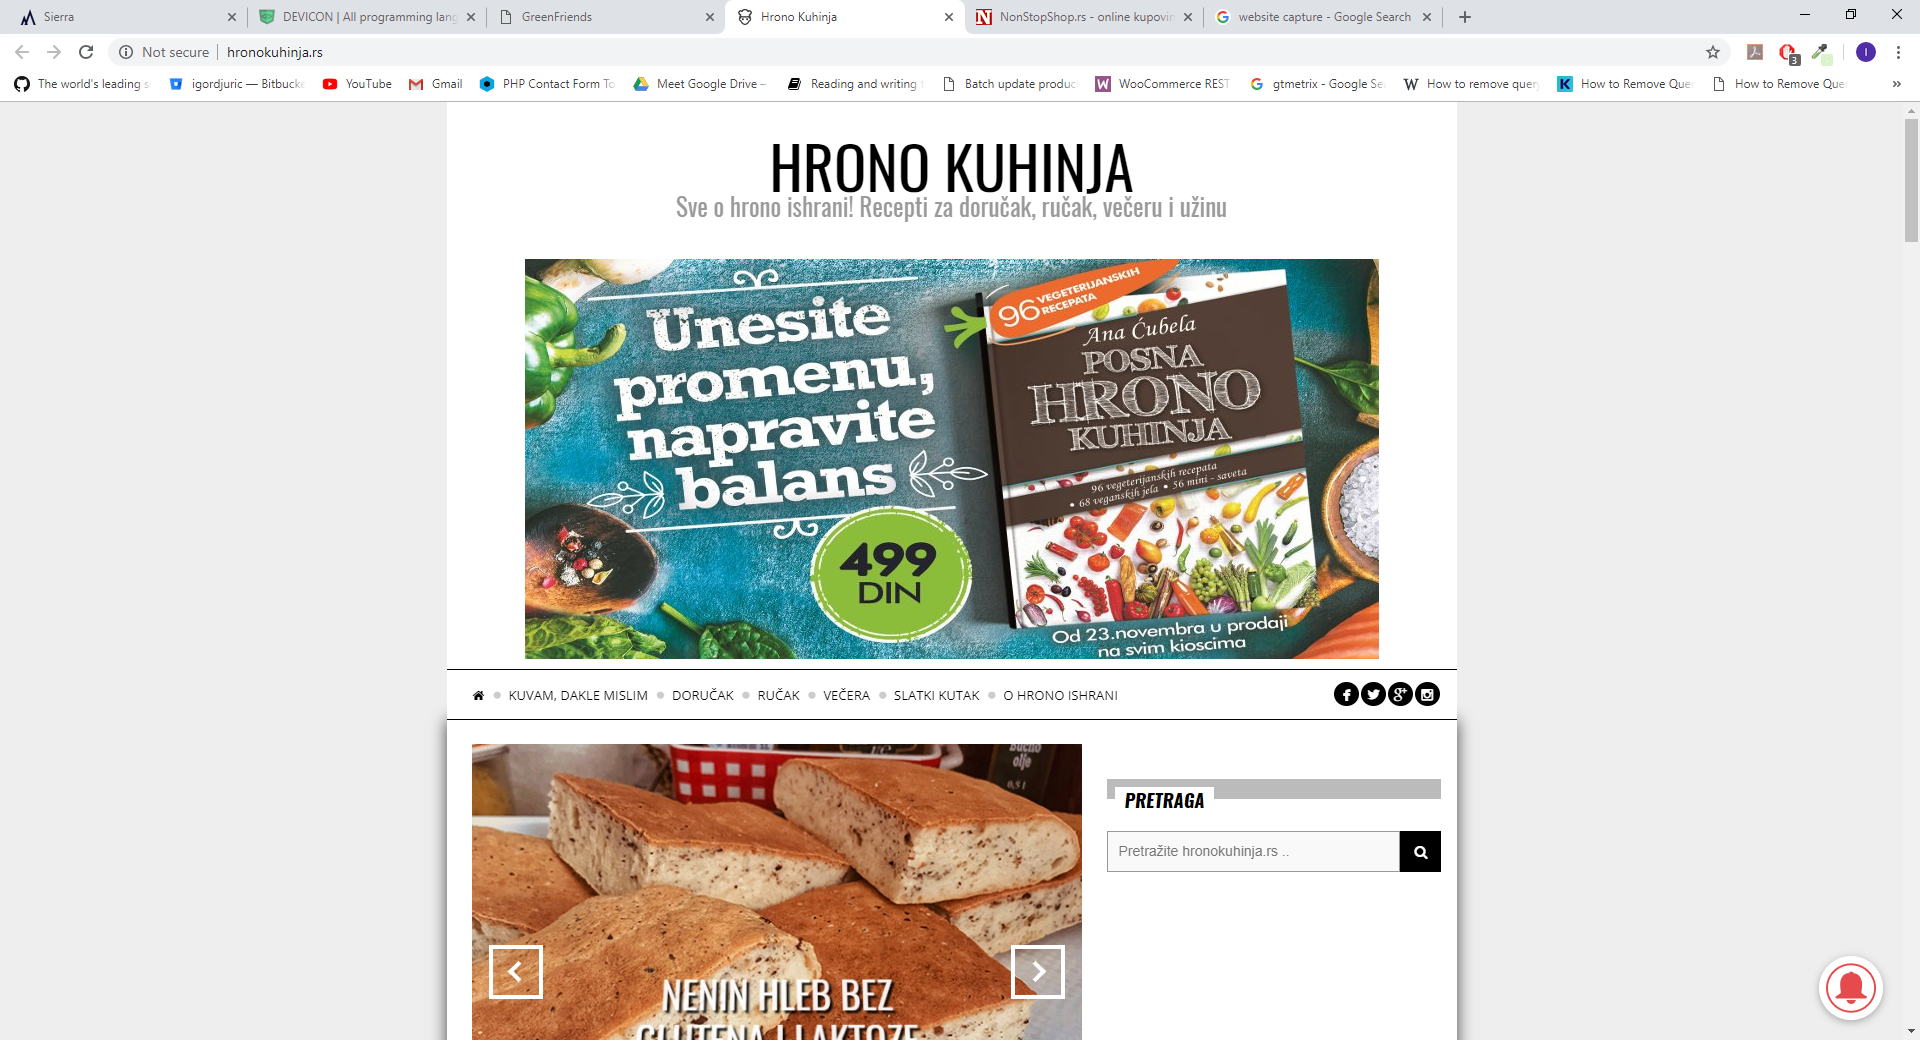 Sierra
DEVICON | All programming lang
GreenFriends
Hrono Kuhinja
NonStopShop.rs - online kupovin
website capture - Google Search
Not secure
hronokuhinja.rs
3
I
The world's leading s
igordjuric — Bitbucke
YouTube
Gmail
PHP Contact Form To
Meet Google Drive –
Reading and writing
Batch update produc
WooCommerce REST
gtmetrix - Google Se
How to remove query
How to Remove Que
How to Remove Que
HRONO KUHINJA
Sve o hrono ishrani! Recepti za doručak, ručak, večeru i užinu
Unesite
promenu,
napravite
balans
499
DIN
96 VEGETERIJANSKIH
RECEPATA
Ana Ćubela
POSNA
HRONO
KUHINJA
96 vegeterijanskih recepata
• 68 veganskih jela • 56 mini - saveta
Od 23.novembra u prodaji
na svim kioscima
KUVAM, DAKLE MISLIM
DORUČAK
RUČAK
VEČERA
SLATKI KUTAK
O HRONO ISHRANI
olje
0,5 l
NENIN HLEB BEZ
GLUTENA I LAKTOZE
PRETRAGA
Pretražite hronokuhinja.rs ..